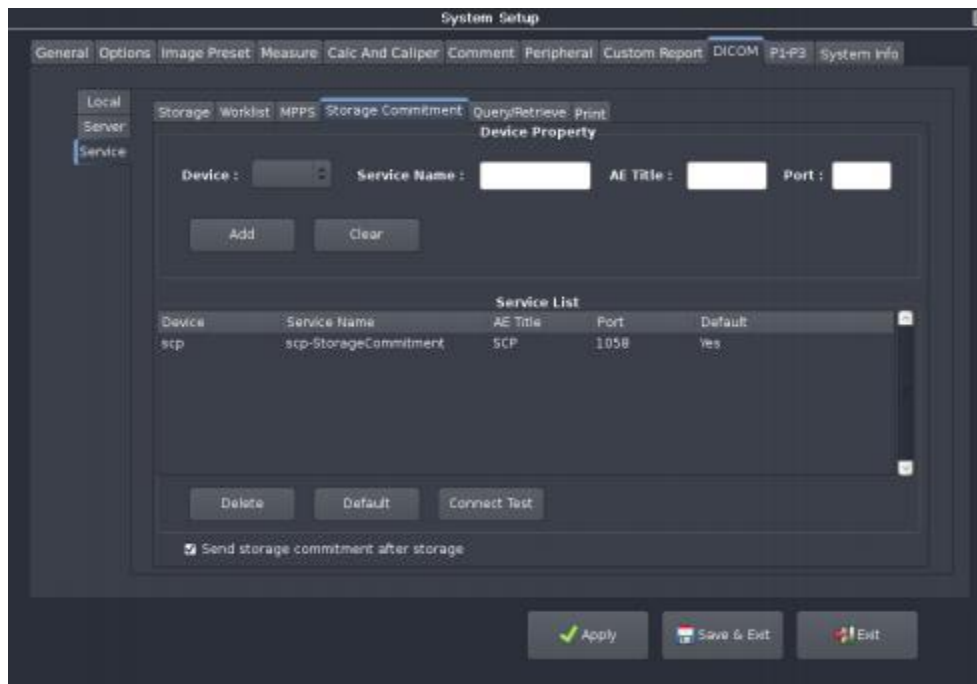 System Setup
General Options Image Preset Measure Calc And Caliper Comment Peripheral Custom Report DICOM P1-P3 System Info
Local
Server
Service
Storage Worklist MPPS Storage Commitment Query/Retrieve Print
Device Property
Device : Service Name : AE Title : Port :
Add Clear
Service List
Device Service Name AE Title Port Default
scp scp-StorageCommitment SCP 1058 Yes
Delete Default Connect Test
Send storage commitment after storage
Apply Save & Exit Exit